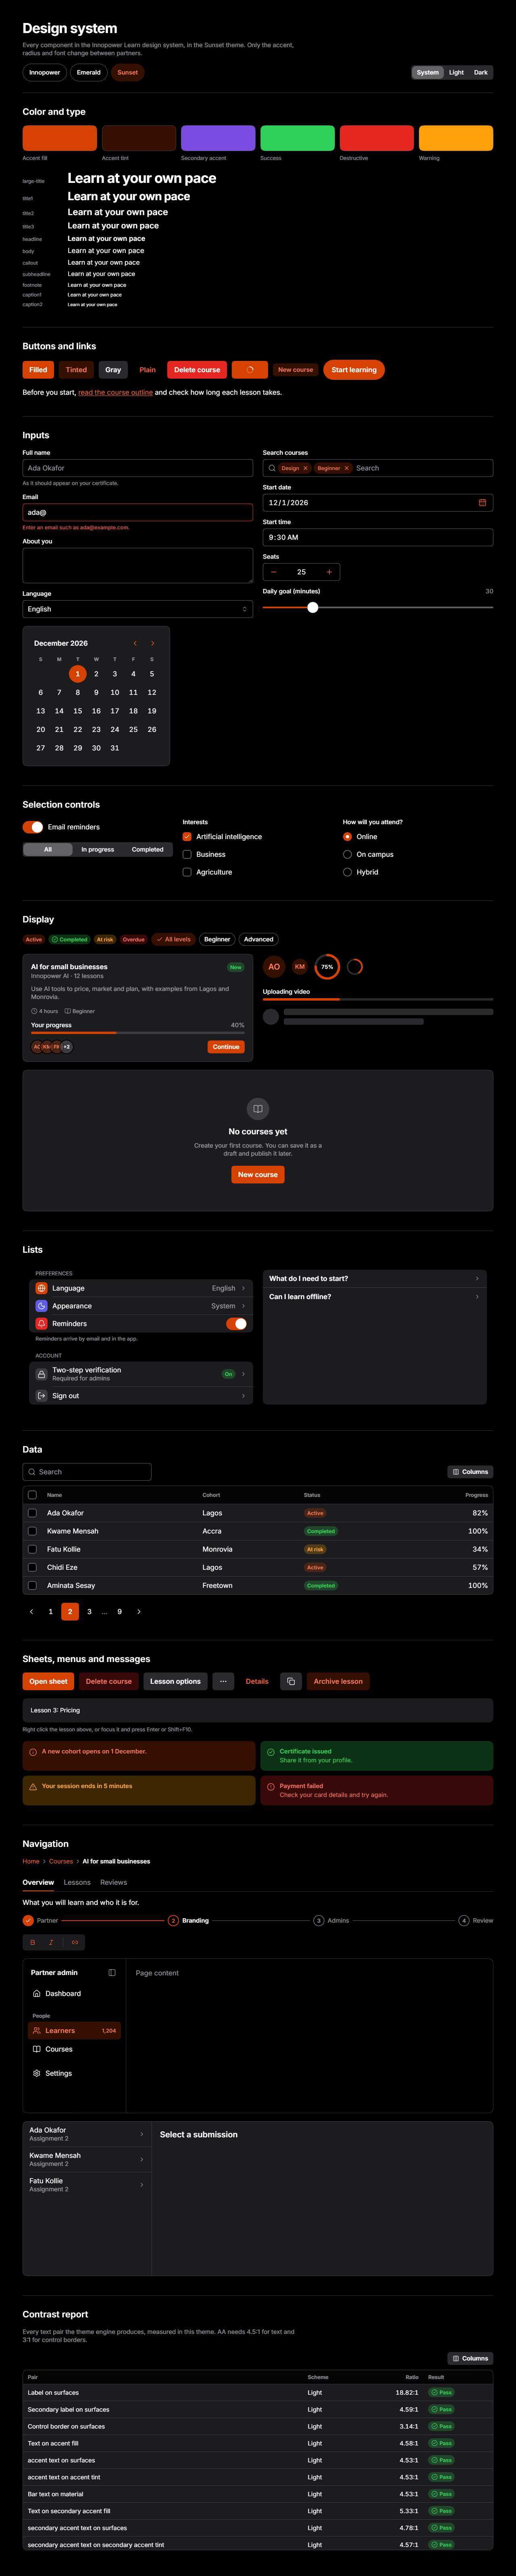 Design system
Every component in the Innopower Learn design system, in the Sunset theme. Only the accent,
radius and font change between partners.
Innopower Emerald Sunset
System Light Dark
Color and type
Accent fill Accent tint Secondary accent Success Destructive Warning
large-title Learn at your own pace
title1 Learn at your own pace
title2 Learn at your own pace
title3 Learn at your own pace
headline Learn at your own pace
body Learn at your own pace
callout Learn at your own pace
subheadline Learn at your own pace
footnote Learn at your own pace
caption1 Learn at your own pace
caption2 Learn at your own pace
Buttons and links
Filled Tinted Gray Plain Delete course New course Start learning
Before you start, read the course outline and check how long each lesson takes.
Inputs
Full name
Ada Okafor
As it should appear on your certificate.
Email
ada@
Enter an email such as ada@example.com.
About you
Language
English
Search courses
Design Beginner Search
Start date
12/1/2026
Start time
9:30 AM
Seats
25
Daily goal (minutes) 30
December 2026
S M T W T F S
1 2 3 4 5
6 7 8 9 10 11 12
13 14 15 16 17 18 19
20 21 22 23 24 25 26
27 28 29 30 31
Selection controls
Email reminders
All In progress Completed
Interests
Artificial intelligence
Business
Agriculture
How will you attend?
Online
On campus
Hybrid
Display
Active Completed At risk Overdue All levels Beginner Advanced
AI for small businesses New
Innopower AI · 12 lessons
Use AI tools to price, market and plan, with examples from Lagos and
Monrovia.
4 hours Beginner
Your progress 40%
+2 Continue
AO KM 75%
Uploading video
No courses yet
Create your first course. You can save it as a
draft and publish it later.
New course
Lists
PREFERENCES
Language English
Appearance System
Reminders
Reminders arrive by email and in the app.
ACCOUNT
Two-step verification On
Required for admins
Sign out
What do I need to start?
Can I learn offline?
Data
Search Columns
Name Cohort Status Progress
Ada Okafor Lagos Active 82%
Kwame Mensah Accra Completed 100%
Fatu Kollie Monrovia At risk 34%
Chidi Eze Lagos Active 57%
Aminata Sesay Freetown Completed 100%
1 2 3 ... 9
Sheets, menus and messages
Open sheet Delete course Lesson options ... Details Archive lesson
Lesson 3: Pricing
Right click the lesson above, or focus it and press Enter or Shift+F10.
A new cohort opens on 1 December.
Certificate issued
Share it from your profile.
Your session ends in 5 minutes
Payment failed
Check your card details and try again.
Navigation
Home Courses AI for small businesses
Overview Lessons Reviews
What you will learn and who it is for.
Partner 2 Branding 3 Admins 4 Review
B I
Partner admin
Dashboard
People
Learners 1,204
Courses
Settings
Page content
Ada Okafor
Assignment 2
Kwame Mensah
Assignment 2
Fatu Kollie
Assignment 2
Select a submission
Contrast report
Every text pair the theme engine produces, measured in this theme. AA needs 4.5:1 for text and
3:1 for control borders.
Columns
Pair Scheme Ratio Result
Label on surfaces Light 18.82:1 Pass
Secondary label on surfaces Light 4.59:1 Pass
Control border on surfaces Light 3.14:1 Pass
Text on accent fill Light 4.58:1 Pass
accent text on surfaces Light 4.53:1 Pass
accent text on accent tint Light 4.53:1 Pass
Bar text on material Light 4.53:1 Pass
Text on secondary accent fill Light 5.33:1 Pass
secondary accent text on surfaces Light 4.78:1 Pass
secondary accent text on secondary accent tint Light 4.57:1 Pass